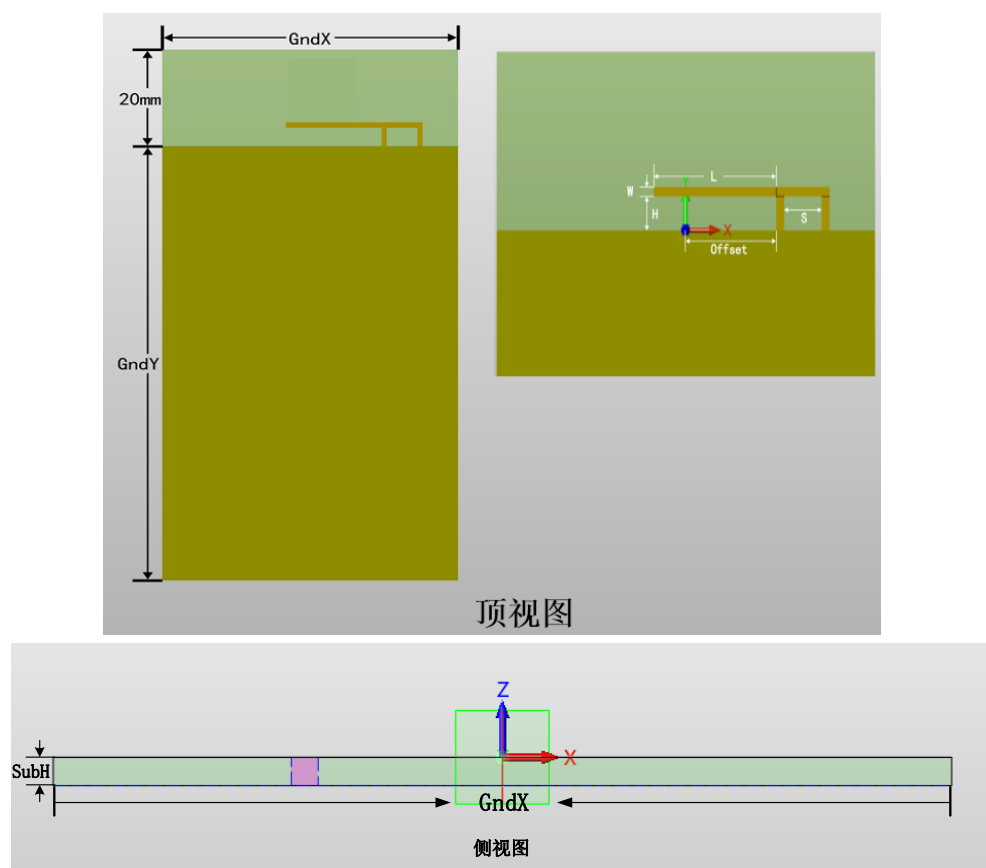 GndX
20mm
GndY
L
Y
W
H
S
X
Offset
顶视图
Z
X
SubH
GndX
侧视图